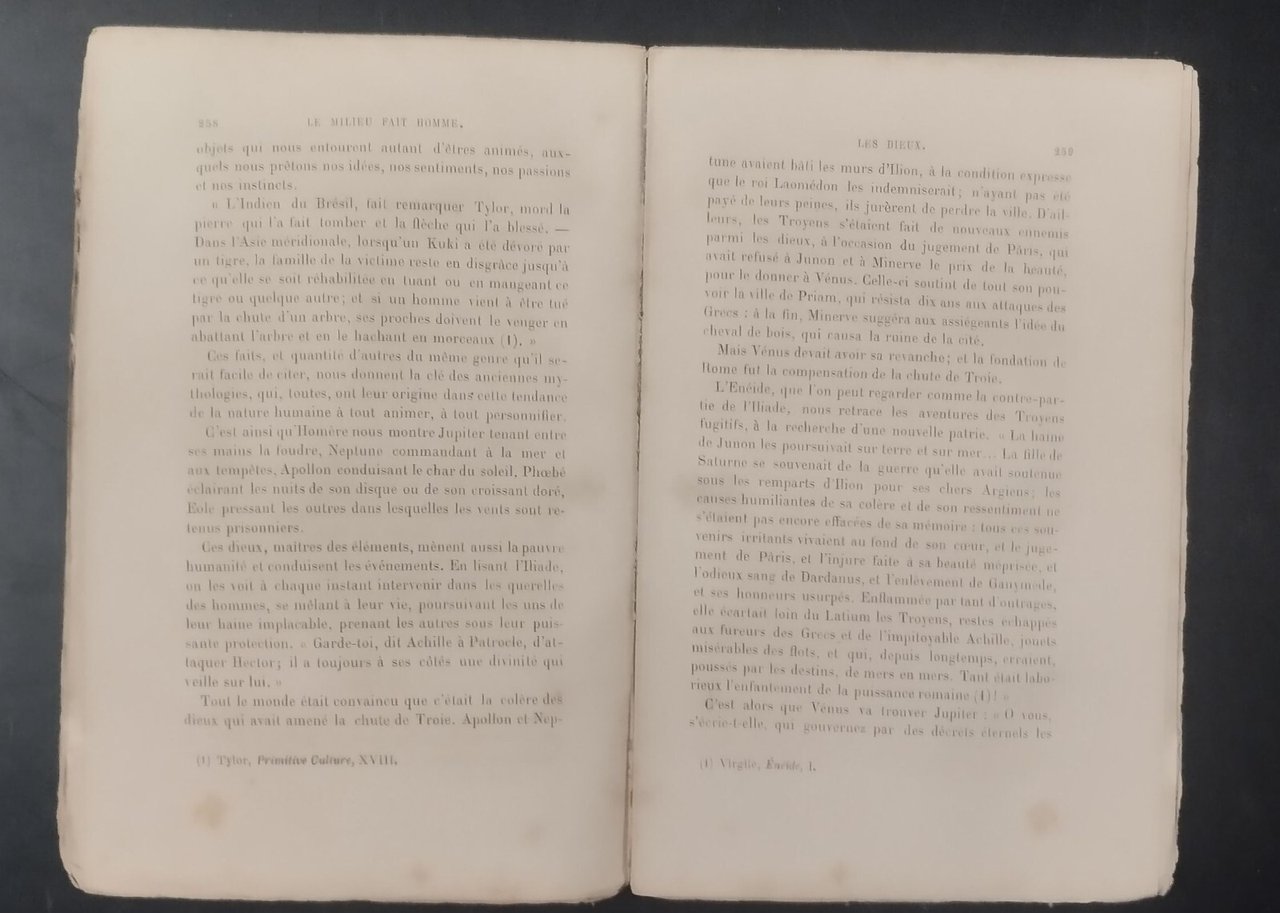 258
LE MILIEU FAIT HOMME.
objets qui nous entourent autant d'êtres animés, aux-
quels nous prêtons nos idées, nos sentiments, nos passions
et nos instincts.
« L'Indien du Brésil, fait remarquer Tylor, mord la
pierre qui l'a fait tomber et la flèche qui l'a blessé. —
Dans l'Asie méridionale, lorsqu'un Kuki a été dévoré par
un tigre, la famille de la victime reste en disgrâce jusqu'à
ce qu'elle se soit réhabilitée en tuant ou en mangeant ce
tigre ou quelque autre; et si un homme vient à être tué
par la chute d'un arbre, ses proches doivent le venger en
abattant l'arbre et en le hachant en morceaux (1). »
Ces faits, et quantité d'autres du même genre qu'il se-
rait facile de citer, nous donnent la clé des anciennes my-
thologies, qui, toutes, ont leur origine dans cette tendance
de la nature humaine à tout animer, à tout personnifier.
C'est ainsi qu'Homère nous montre Jupiter tenant entre
ses mains la foudre, Neptune commandant à la mer et
aux tempêtes, Apollon conduisant le char du soleil, Phœbé
éclairant les nuits de son disque ou de son croissant doré,
Eole pressant les outres dans lesquelles les vents sont re-
tenus prisonniers.
Ces dieux, maîtres des éléments, mènent aussi la pauvre
humanité et conduisent les événements. En lisant l'Iliade,
on les voit à chaque instant intervenir dans les querelles
des hommes, se mêlant à leur vie, poursuivant les uns de
leur haine implacable, prenant les autres sous leur puis-
sante protection. « Garde-toi, dit Achille à Patrocle, d'at-
taquer Hector; il a toujours à ses côtés une divinité qui
veille sur lui. »
Tout le monde était convaincu que c'était la colère des
dieux qui avait amené la chute de Troie. Apollon et Nep-
(1) Tylor, Primitive Culture, XVIII.
LES DIEUX.
259
tune avaient bâti les murs d'Ilion, à la condition expresse
que le roi Laomédon les indemniserait; n'ayant pas été
payé de leurs peines, ils jurèrent de perdre la ville. D'ail-
leurs, les Troyens s'étaient fait de nouveaux ennemis
parmi les dieux, à l'occasion du jugement de Pâris, qui
avait refusé à Junon et à Minerve le prix de la beauté,
pour le donner à Vénus. Celle-ci soutint de tout son pou-
voir la ville de Priam, qui résista dix ans aux attaques des
Grecs : à la fin, Minerve suggéra aux assiégeants l'idée du
cheval de bois, qui causa la ruine de la cité.
Mais Vénus devait avoir sa revanche; et la fondation de
Rome fut la compensation de la chute de Troie.
L'Enéide, que l'on peut regarder comme la contre-par-
tie de l'Iliade, nous retrace les aventures des Troyens
fugitifs, à la recherche d'une nouvelle patrie. « La haine
de Junon les poursuivait sur terre et sur mer... La fille de
Saturne se souvenait de la guerre qu'elle avait soutenue
sous les remparts d'Ilion pour ses chers Argiens; les
causes humiliantes de sa colère et de son ressentiment ne
s'étaient pas encore effacées de sa mémoire : tous ces sou-
venirs irritants vivaient au fond de son cœur, et le juge-
ment de Pâris, et l'injure faite à sa beauté méprisée, et
l'odieux sang de Dardanus, et l'enlèvement de Ganymède,
et ses honneurs usurpés. Enflammée par tant d'outrages,
elle écartait loin du Latium les Troyens, restes échappés
aux fureurs des Grecs et de l'impitoyable Achille, jouets
misérables des flots, et qui, depuis longtemps, erraient,
poussés par les destins, de mers en mers. Tant était labo-
rieux l'enfantement de la puissance romaine (1)! »
C'est alors que Vénus va trouver Jupiter : « O vous,
s'écrie-t-elle, qui gouvernez par des décrets éternels les
(1) Virgile, Énéide, I.